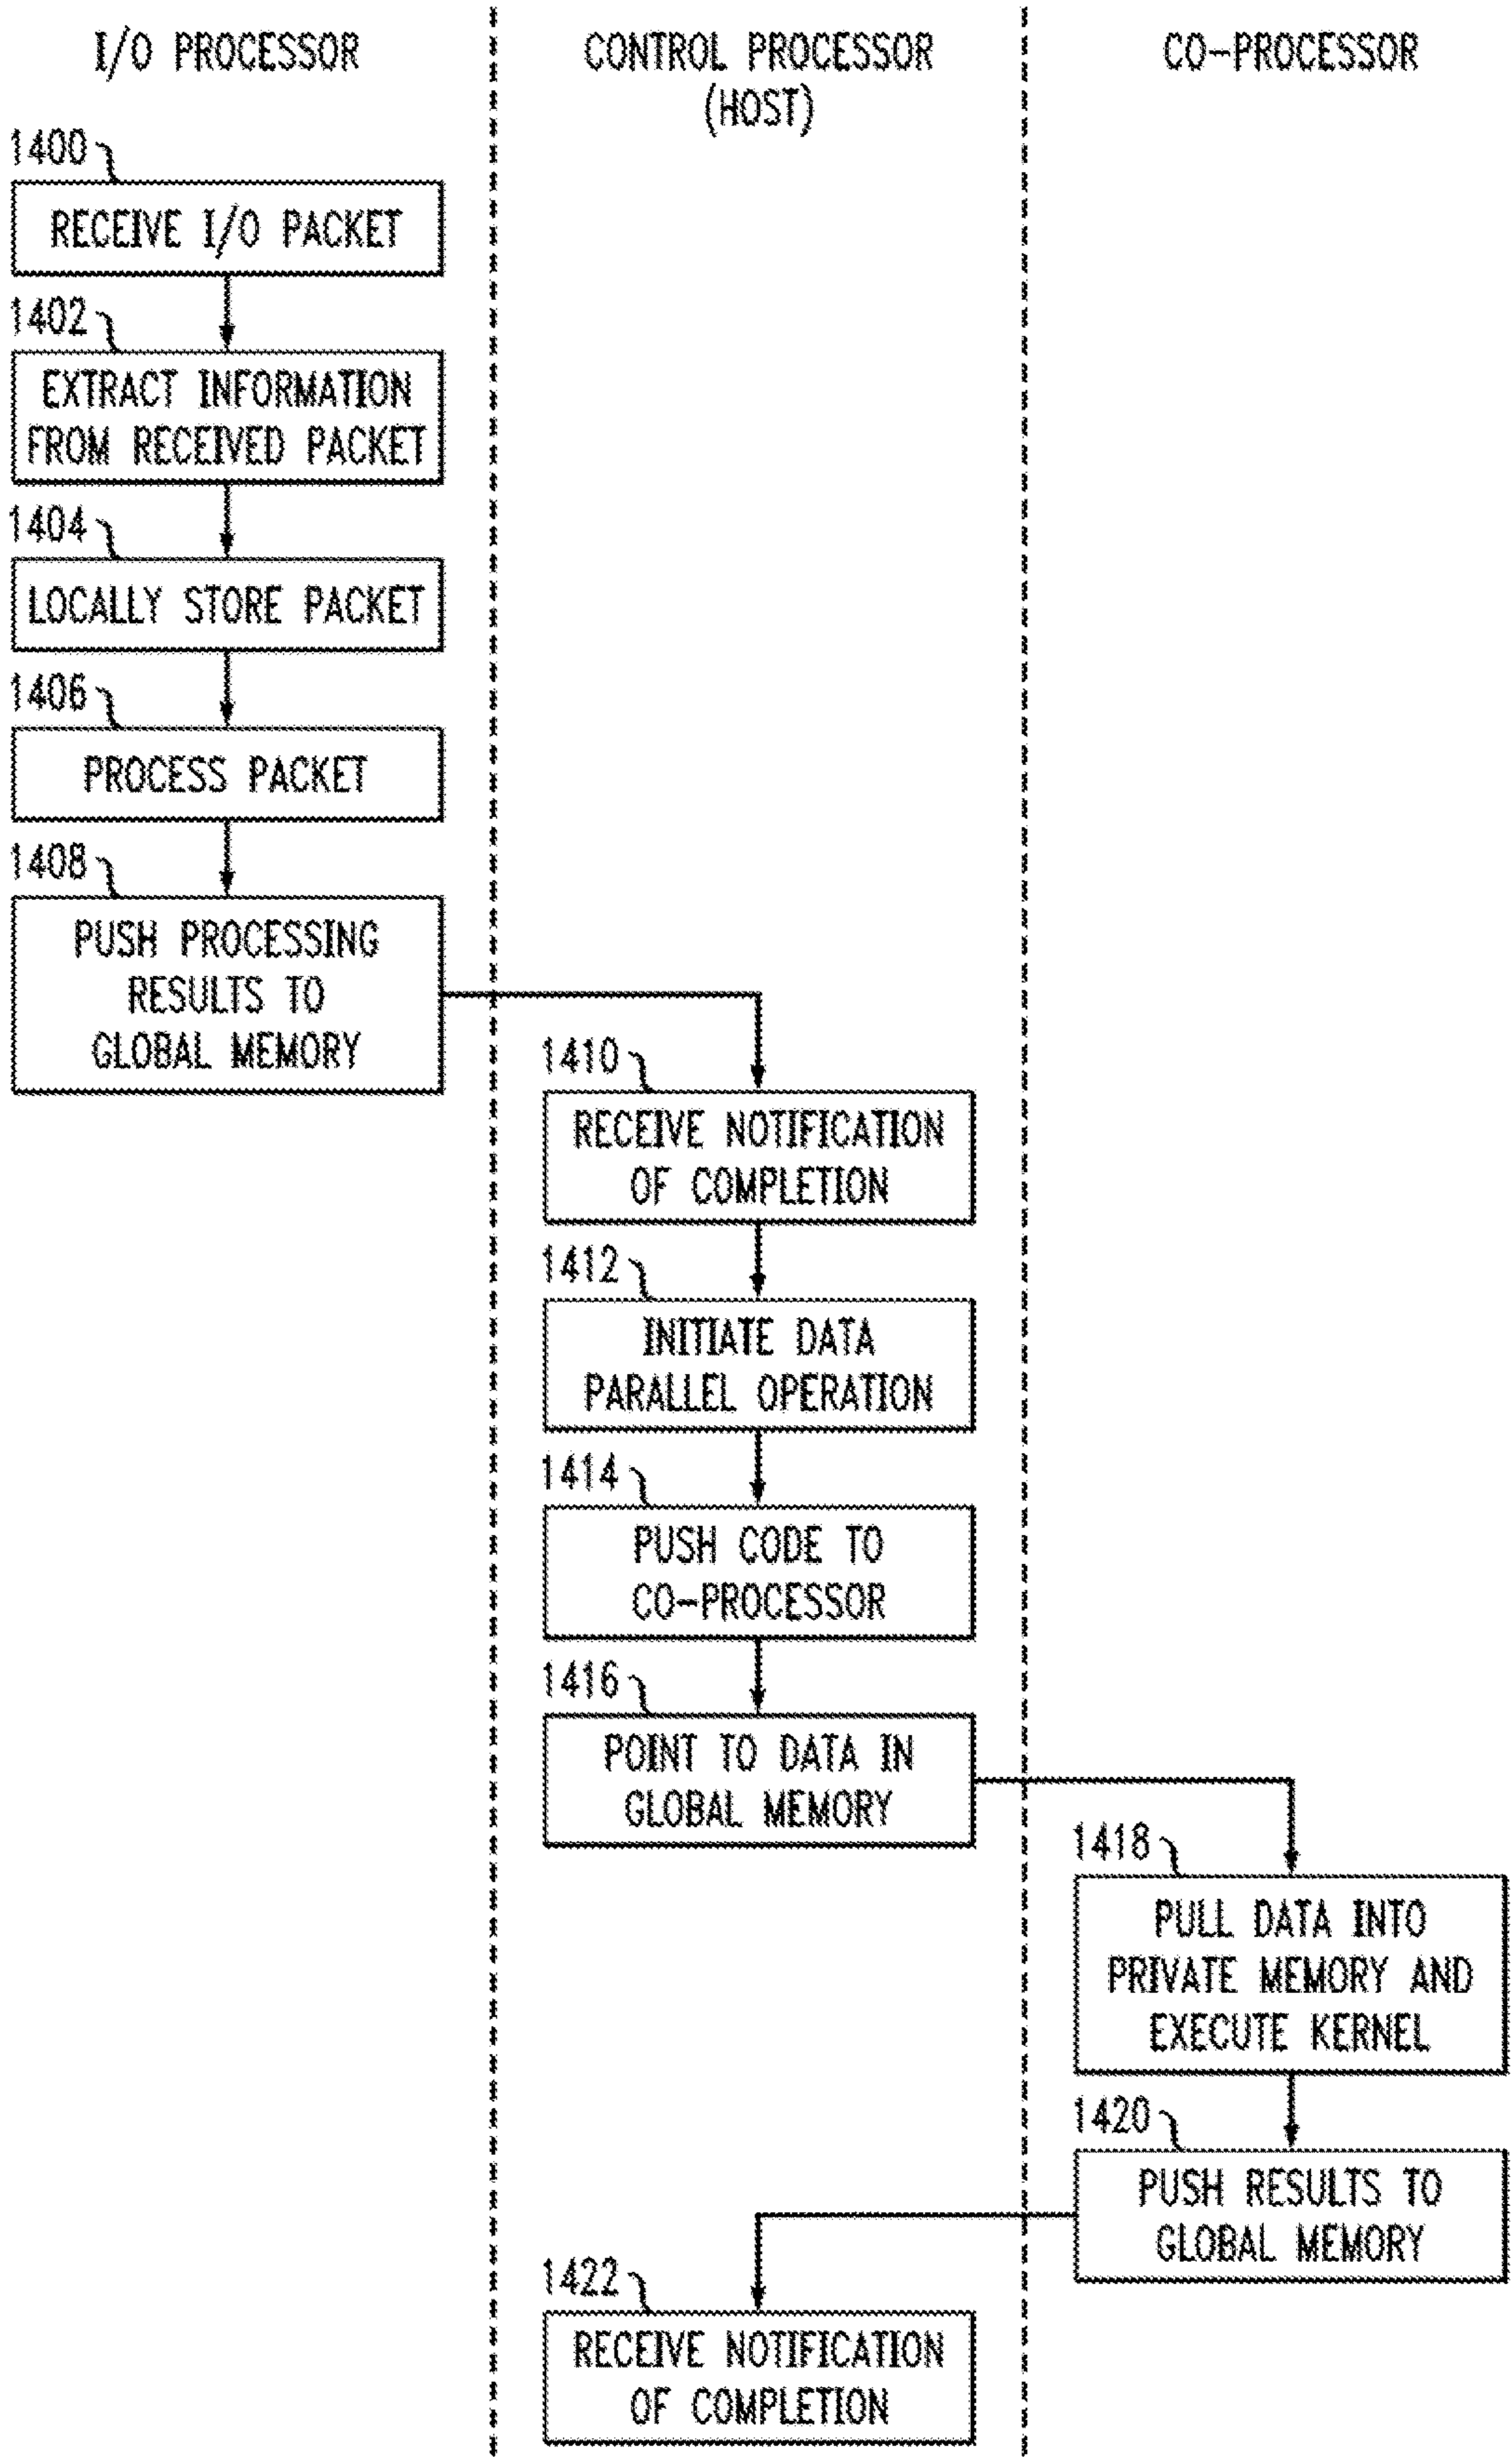 I/O PROCESSOR
CONTROL PROCESSOR
(HOST)
CO-PROCESSOR
1400
RECEIVE I/O PACKET
1402
EXTRACT INFORMATION
FROM RECEIVED PACKET
1404
LOCALLY STORE PACKET
1406
PROCESS PACKET
1408
PUSH PROCESSING
RESULTS TO
GLOBAL MEMORY
1410
RECEIVE NOTIFICATION
OF COMPLETION
1412
INITIATE DATA
PARALLEL OPERATION
1414
PUSH CODE TO
CO-PROCESSOR
1416
POINT TO DATA IN
GLOBAL MEMORY
1418
PULL DATA INTO
PRIVATE MEMORY AND
EXECUTE KERNEL
1420
PUSH RESULTS TO
GLOBAL MEMORY
1422
RECEIVE NOTIFICATION
OF COMPLETION